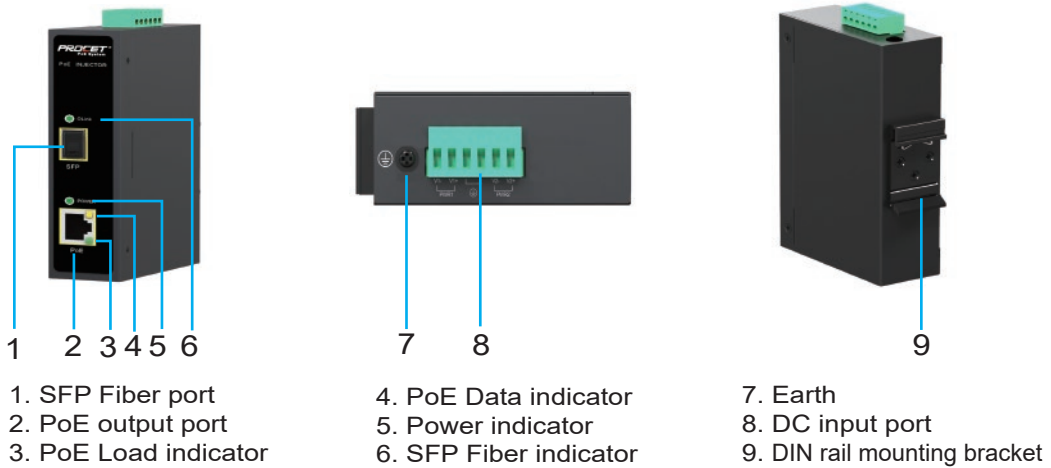 PROCET
PoE System
PoE INJECTOR
SFP
POWER
PoE
1
2
3
4
5
6
7
8
9
1. SFP Fiber port
2. PoE output port
3. PoE Load indicator
4. PoE Data indicator
5. Power indicator
6. SFP Fiber indicator
7. Earth
8. DC input port
9. DIN rail mounting bracket